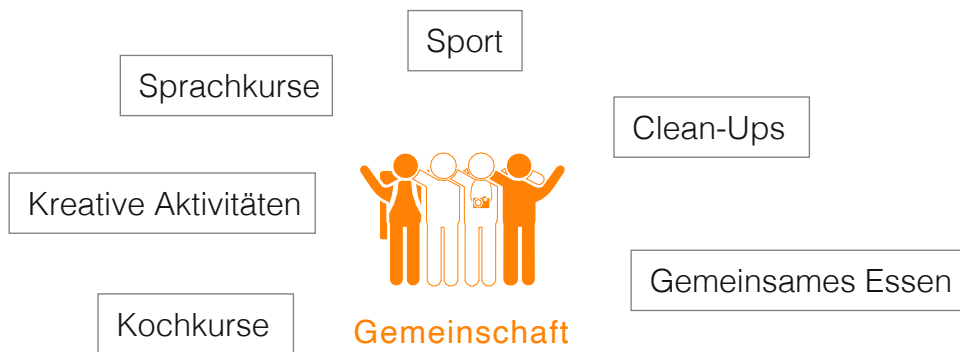 Sport
Sprachkurse
Clean-Ups
Kreative Aktivitäten
Gemeinsames Essen
Kochkurse
Gemeinschaft